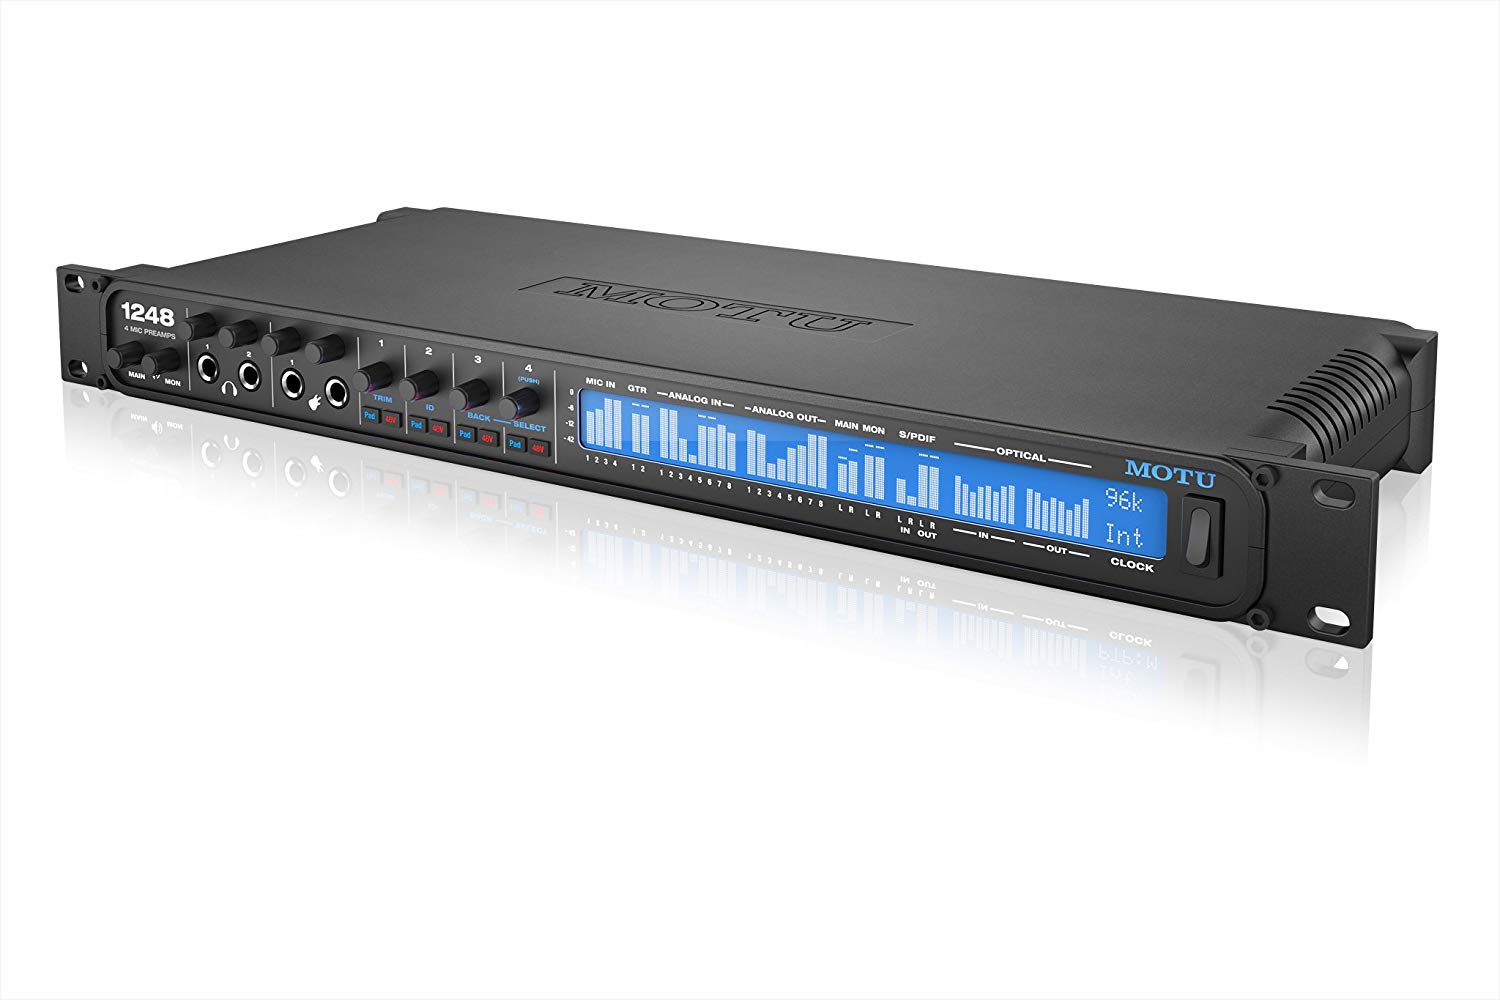 MOTU
1248
4 MIC PREAMPS
MAIN
MON
1 2
1
1 2 3 4
(PUSH)
TRIM
ID
BACK
SELECT
Pad 48V
Pad 48V
Pad 48V
Pad 48V
MIC IN
GTR
ANALOG IN
ANALOG OUT
MAIN MON
S/PDIF
OPTICAL
MOTU
0
-6
-12
-42
1 2 3 4
1 2
1 2 3 4 5 6 7 8
1 2 3 4 5 6 7 8
L R
L R
L R L R
IN OUT
IN
OUT
96k
Int
CLOCK